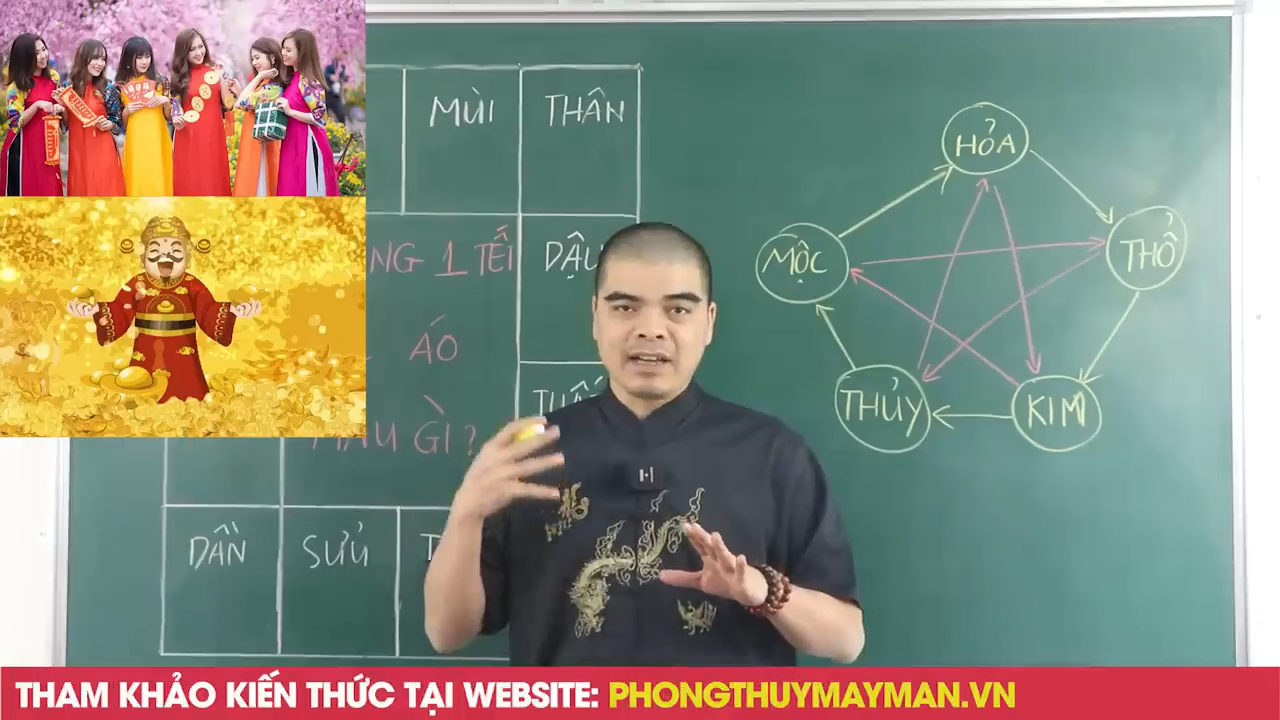 MÙI THÂN
NG 1 TẾT
DẬU
ÁO
MÀU GÌ?
DẦN SỬU
HỎA
MỘC
THỔ
THỦY
KIM
THAM KHẢO KIẾN THỨC TẠI WEBSITE: PHONGTHUYMAYMAN.VN